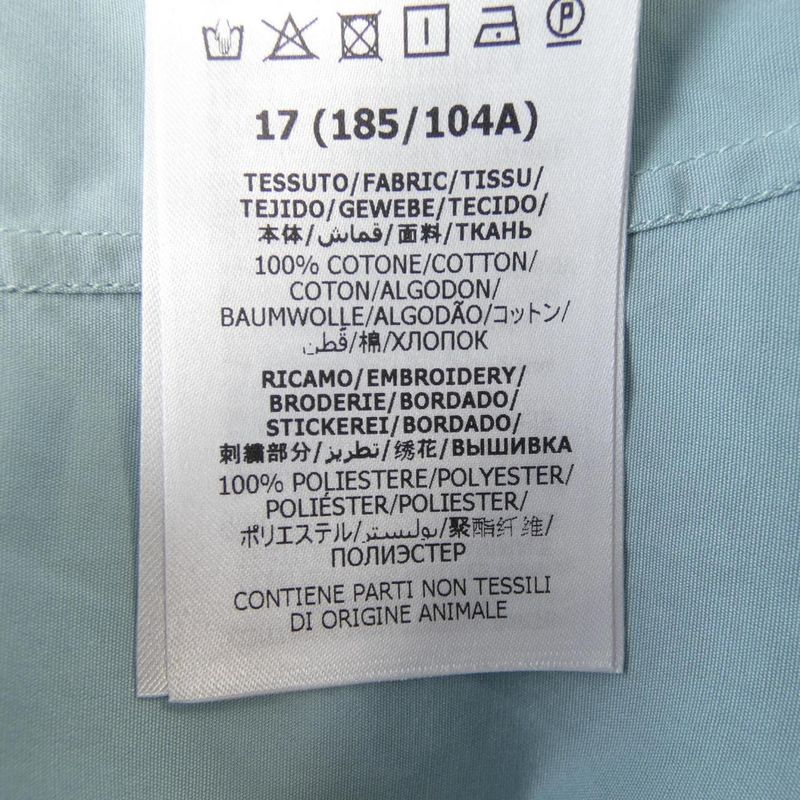 P
17 (185/104A)
TESSUTO/FABRIC/TISSU/
TEJIDO/GEWEBE/TECIDO/
本体/قماش/面料/ТКАНЬ
100% COTONE/COTTON/
COTON/ALGODON/
BAUMWOLLE/ALGODÃO/コットン/
قُطن/棉/ХЛОПОК
RICAMO/EMBROIDERY/
BRODERIE/BORDADO/
STICKEREI/BORDADO/
刺繍部分/تطريز/绣花/ВЫШИВКА
100% POLIESTERE/POLYESTER/
POLIÉSTER/POLIESTER/
ポリエステル/بوليستر/聚酯纤维/
ПОЛИЭСТЕР
CONTIENE PARTI NON TESSILI
DI ORIGINE ANIMALE